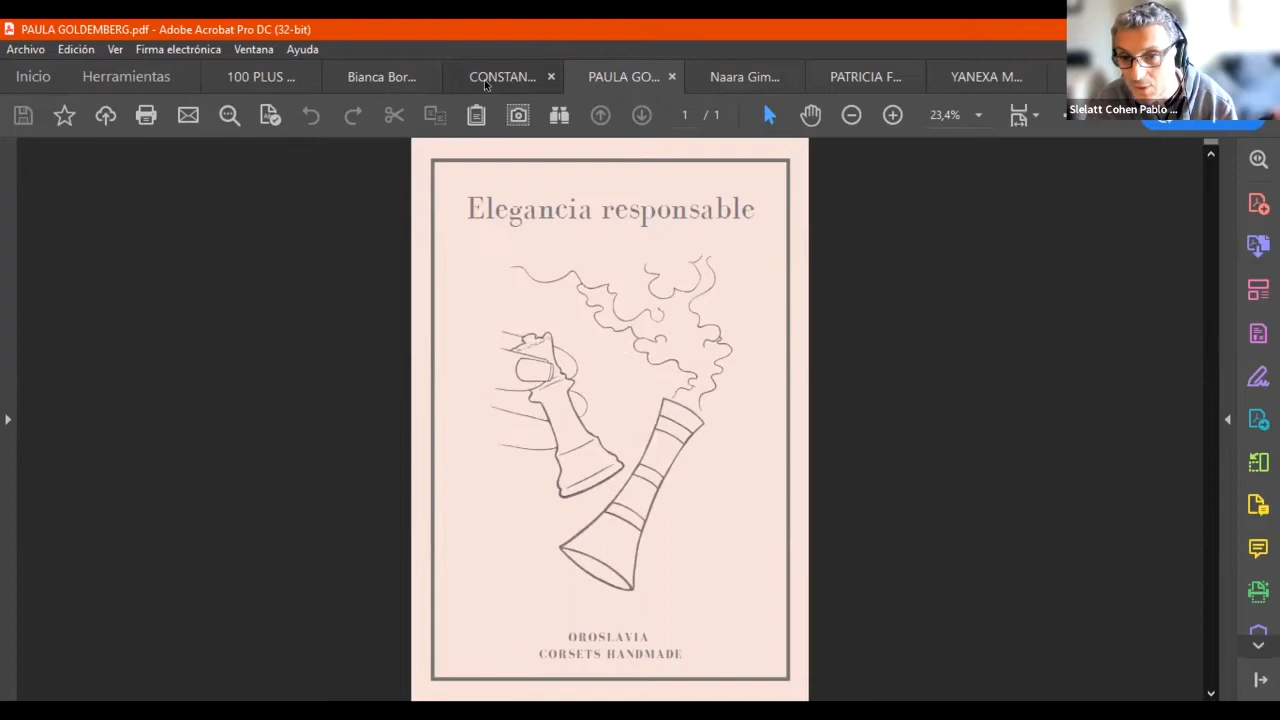 PAULA GOLDEMBERG.pdf - Adobe Acrobat Pro DC (32-bit)
Archivo Edición Ver Firma electrónica Ventana Ayuda
Inicio Herramientas 100 PLUS ... Bianca Bor... CONSTAN... PAULA GO... Naara Gim... PATRICIA F... YANEXA M...
Slelatt Cohen Pablo ...
1 / 1 23,4%
Elegancia responsable
OROSLAVIA
CORSETS HANDMADE